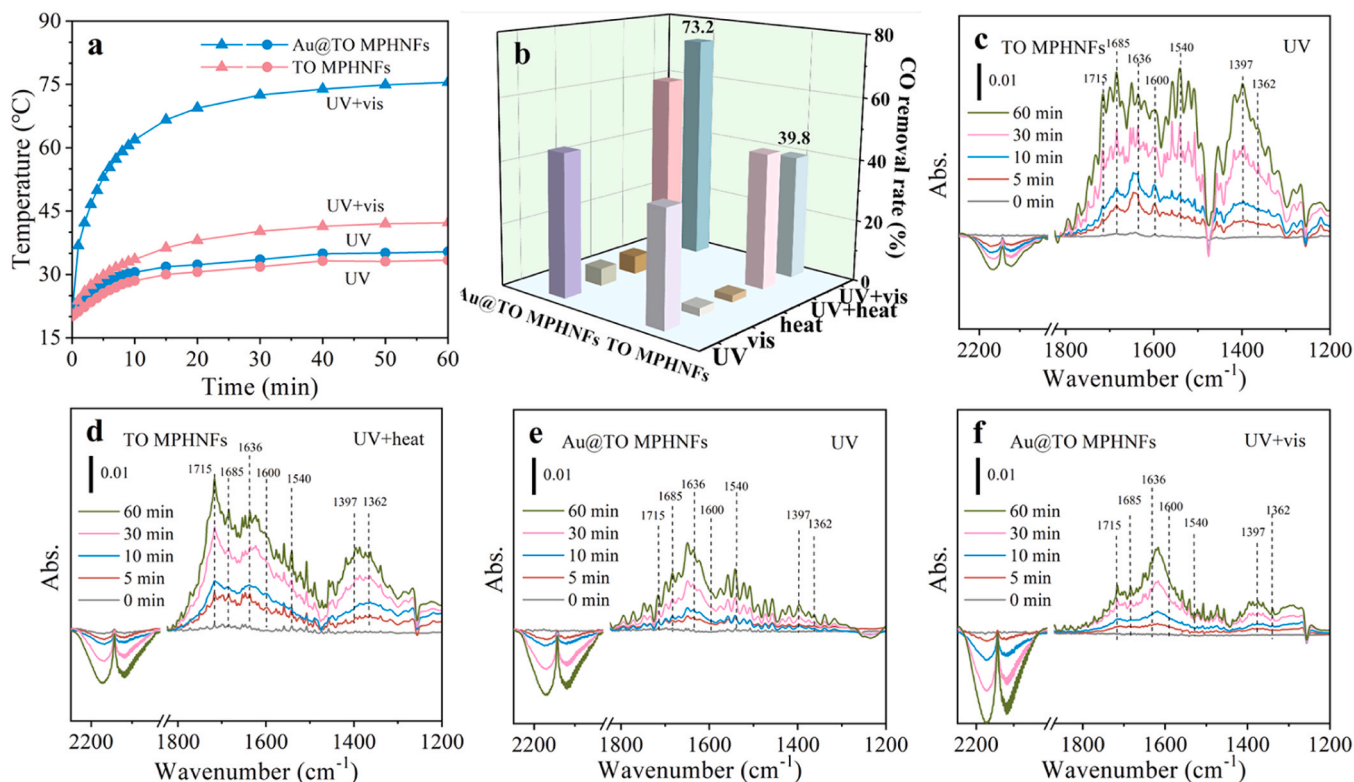 a
Au@TO MPHNFs
TO MPHNFs
UV+vis
UV+vis
UV
UV
90
75
60
45
30
15
Temperature (°C)
0 10 20 30 40 50 60
Time (min)
b
73.2
39.8
80
60
40
20
0
CO removal rate (%)
Au@TO MPHNFs TO MPHNFs
UV
vis
heat
UV+heat
UV+vis
c
TO MPHNFs
UV
0.01
1715
1685
1636
1600
1540
1397
1362
60 min
30 min
10 min
5 min
0 min
Abs.
2200 1800 1600 1400 1200
Wavenumber (cm-1)
d
TO MPHNFs
UV+heat
0.01
1715
1685
1636
1600
1540
1397
1362
60 min
30 min
10 min
5 min
0 min
Abs.
2200 1800 1600 1400 1200
Wavenumber (cm-1)
e
Au@TO MPHNFs
UV
0.01
1715
1685
1636
1600
1540
1397
1362
60 min
30 min
10 min
5 min
0 min
Abs.
2200 1800 1600 1400 1200
Wavenumber (cm-1)
f
Au@TO MPHNFs
UV+vis
0.01
1715
1685
1636
1600
1540
1397
1362
60 min
30 min
10 min
5 min
0 min
Abs.
2200 1800 1600 1400 1200
Wavenumber (cm-1)